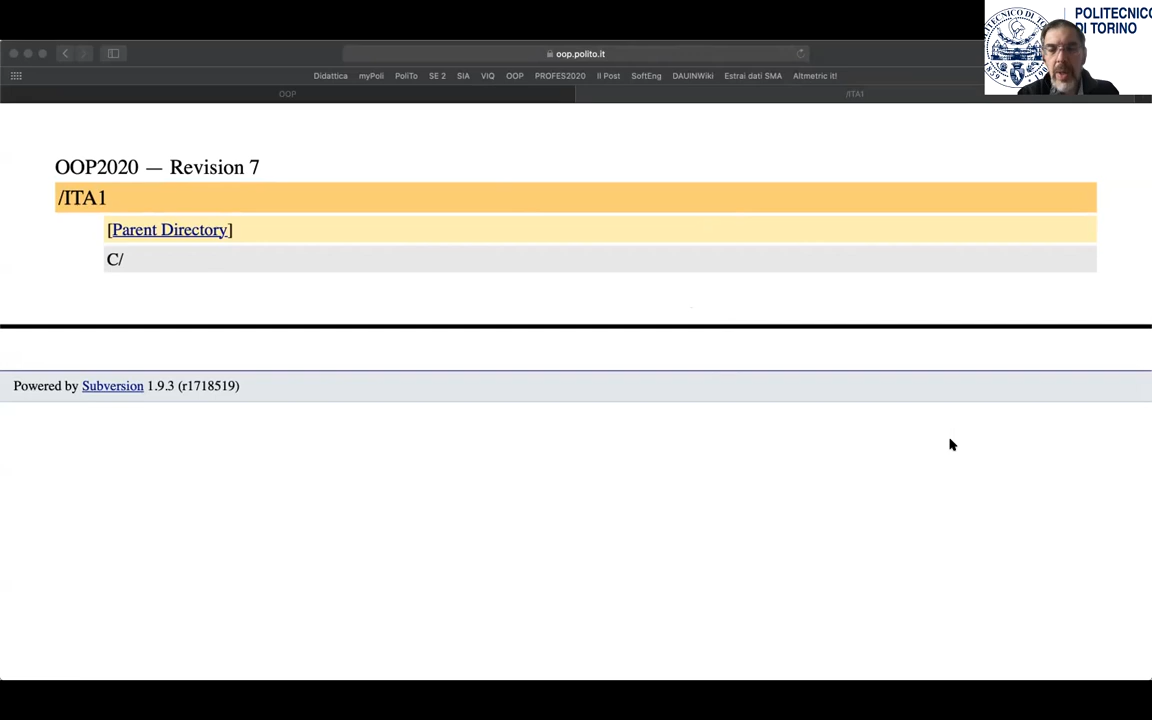 POLITECNICO
DI TORINO
oop.polito.it
Didattica myPoli PoliTo SE 2 SIA VIQ OOP PROFES2020 Il Post SoftEng DAUINWiki Estrai dati SMA Altmetric it!
OOP /ITA1
OOP2020 — Revision 7
/ITA1
[Parent Directory]
C/
Powered by Subversion 1.9.3 (r1718519)